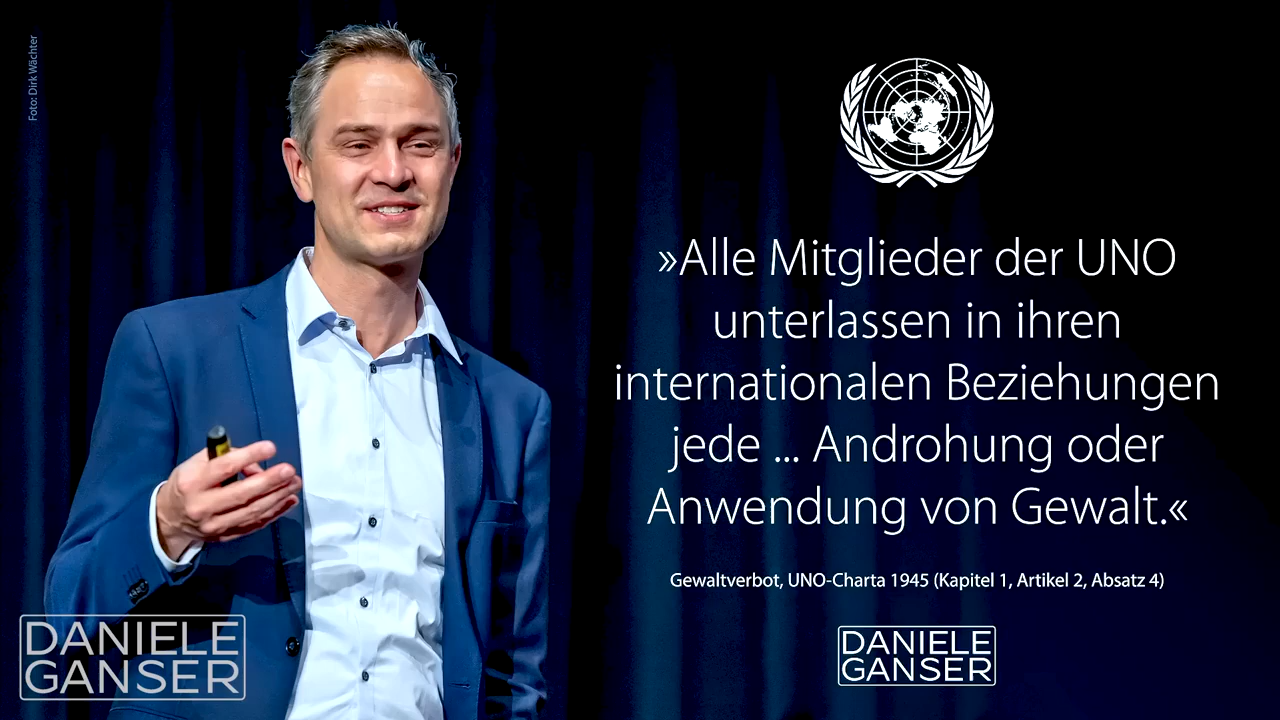 Foto: Dirk Wächter
»Alle Mitglieder der UNO
unterlassen in ihren
internationalen Beziehungen
jede ... Androhung oder
Anwendung von Gewalt.«
Gewaltverbot, UNO-Charta 1945 (Kapitel 1, Artikel 2, Absatz 4)
DANIELE
GANSER
DANIELE
GANSER